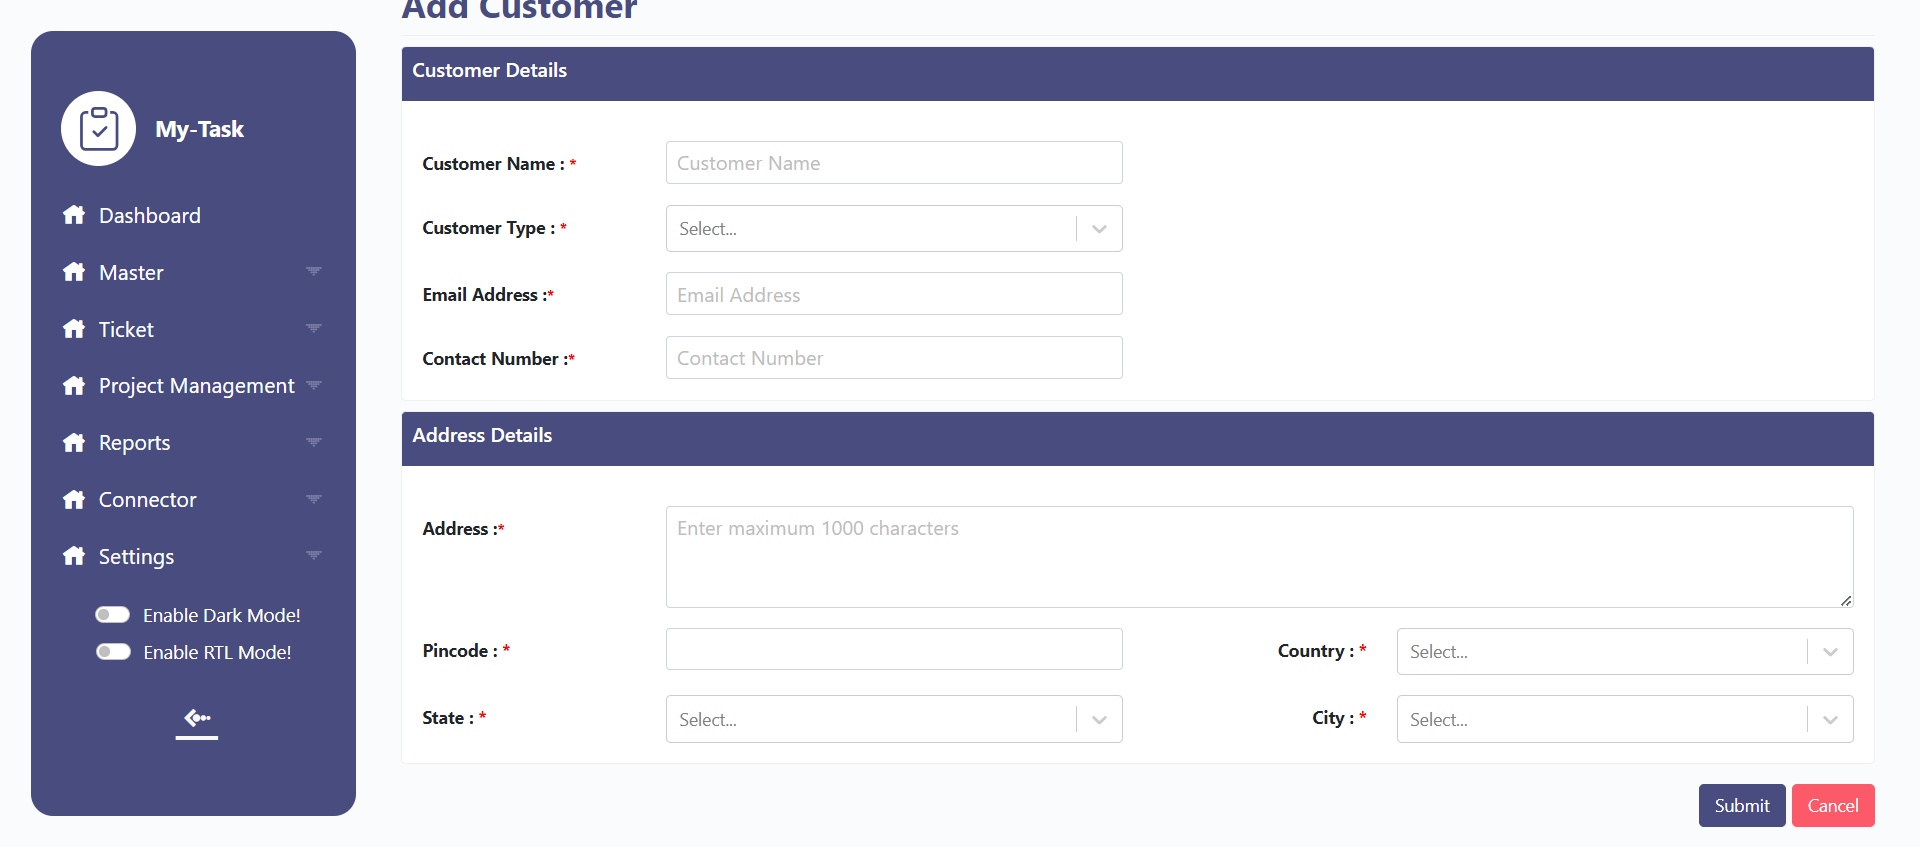 Add Customer
My-Task
Dashboard
Master
Ticket
Project Management
Reports
Connector
Settings
Enable Dark Mode!
Enable RTL Mode!
Customer Details
Customer Name : *
Customer Name
Customer Type : *
Select...
Email Address :*
Email Address
Contact Number :*
Contact Number
Address Details
Address :*
Enter maximum 1000 characters
Pincode : *
Country : *
Select...
State : *
Select...
City : *
Select...
Submit
Cancel